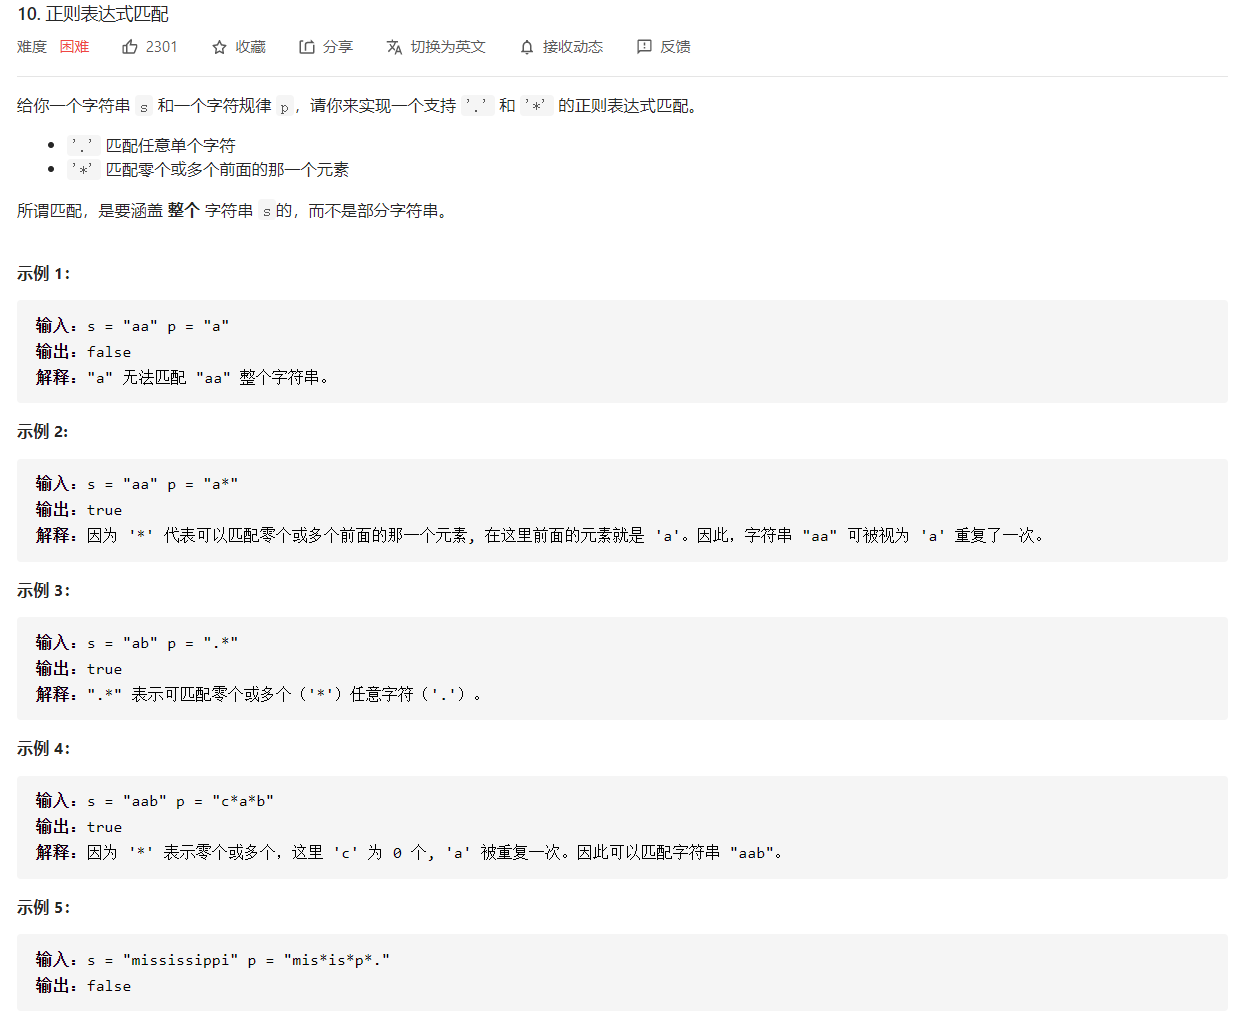 10. 正则表达式匹配
难度 困难 2301 收藏 分享 切换为英文 接收动态 反馈
给你一个字符串 s 和一个字符规律 p，请你来实现一个支持 '.' 和 '*' 的正则表达式匹配。
'.' 匹配任意单个字符
'*' 匹配零个或多个前面的那一个元素
所谓匹配，是要涵盖 整个 字符串 s的，而不是部分字符串。
示例 1：
输入：s = "aa" p = "a"
输出：false
解释："a" 无法匹配 "aa" 整个字符串。
示例 2:
输入：s = "aa" p = "a*"
输出：true
解释：因为 '*' 代表可以匹配零个或多个前面的那一个元素, 在这里前面的元素就是 'a'。因此，字符串 "aa" 可被视为 'a' 重复了一次。
示例 3：
输入：s = "ab" p = ".*"
输出：true
解释：".*" 表示可匹配零个或多个（'*'）任意字符（'.'）。
示例 4：
输入：s = "aab" p = "c*a*b"
输出：true
解释：因为 '*' 表示零个或多个，这里 'c' 为 0 个, 'a' 被重复一次。因此可以匹配字符串 "aab"。
示例 5：
输入：s = "mississippi" p = "mis*is*p*."
输出：false